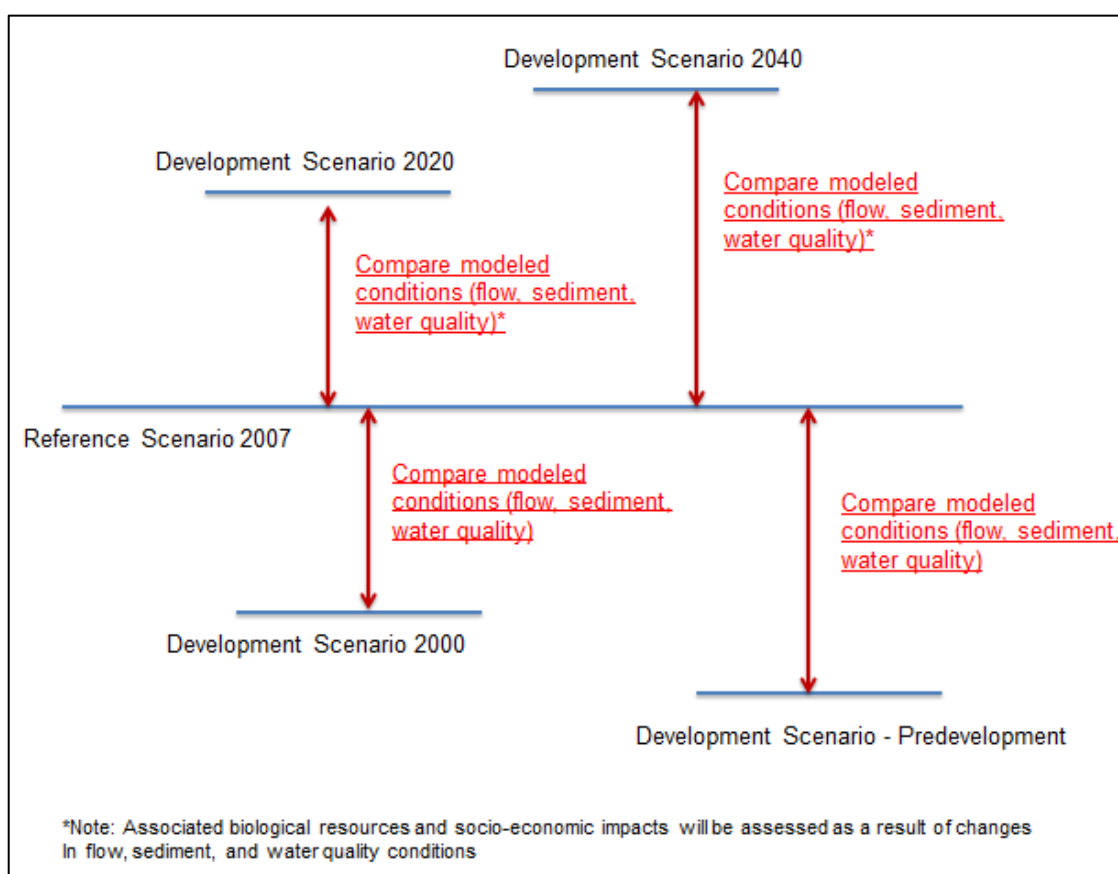 Development Scenario 2040
Development Scenario 2020
Compare modeled
conditions (flow, sediment,
water quality)*
Compare modeled
conditions (flow, sediment,
water quality)*
Reference Scenario 2007
Compare modeled
conditions (flow, sediment,
water quality)
Compare modeled
conditions (flow, sediment,
water quality)
Development Scenario 2000
Development Scenario - Predevelopment
*Note: Associated biological resources and socio-economic impacts will be assessed as a result of changes
In flow, sediment, and water quality conditions